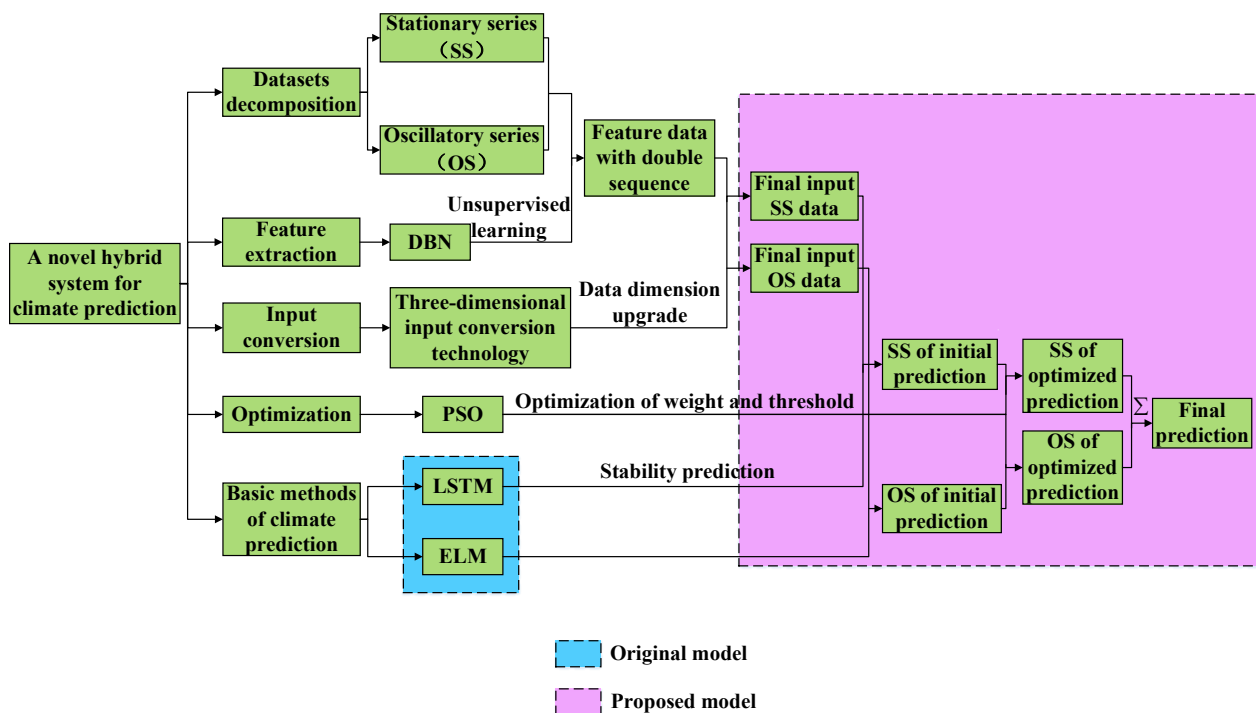 Stationary series
（SS）
Datasets
decomposition
Oscillatory series
（OS）
Feature data
with double
sequence
Unsupervised
learning
Feature
extraction
DBN
A novel hybrid
system for
climate prediction
Input
conversion
Three-dimensional
input conversion
technology
Data dimension
upgrade
Final input
SS data
Final input
OS data
SS of initial
prediction
SS of
optimized
prediction
Optimization
PSO
Optimization of weight and threshold
∑
Final
prediction
OS of
optimized
prediction
Basic methods
of climate
prediction
LSTM
Stability prediction
OS of initial
prediction
ELM
Original model
Proposed model